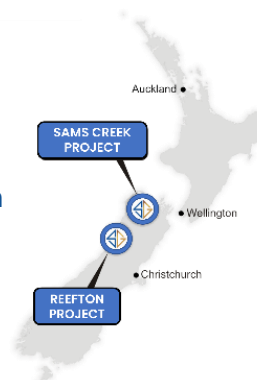 Auckland
SAMS CREEK
PROJECT
Wellington
Christchurch
REEFTON
PROJECT